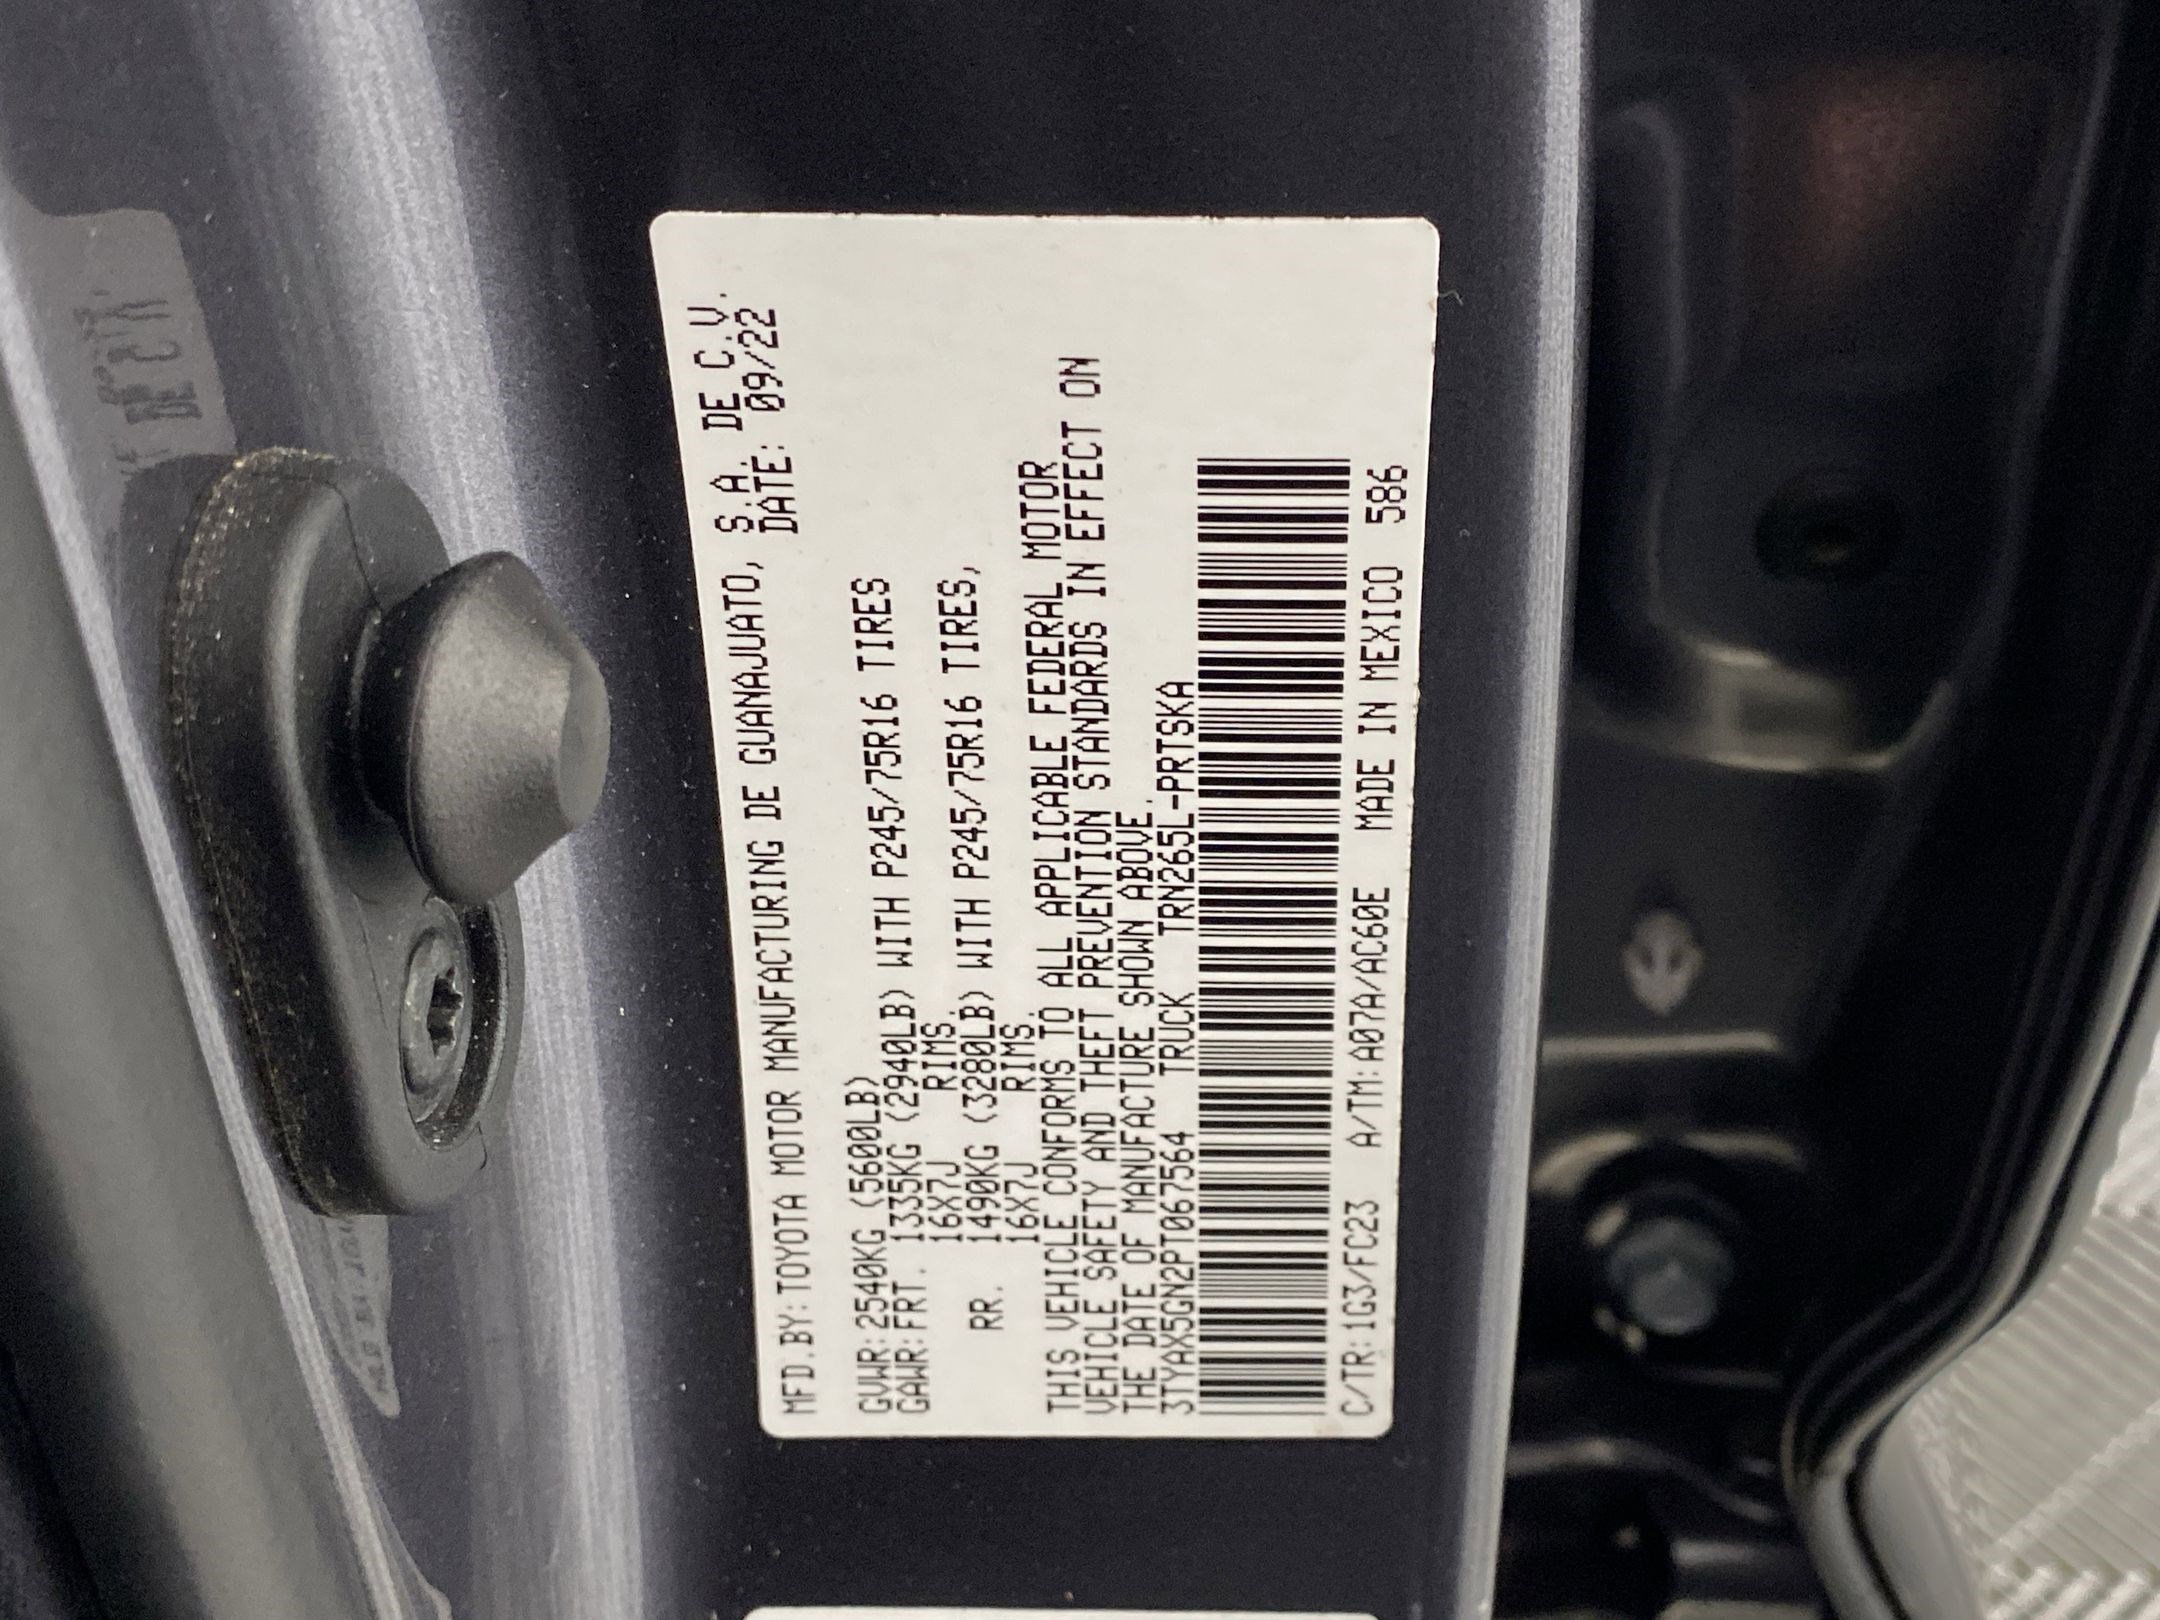 MFD.BY:TOYOTA MOTOR MANUFACTURING DE GUANAJUATO, S.A. DE C.V.
DATE: 09/22
GVWR:2540KG (5600LB)
GAWR:FRT. 1335KG (2940LB) WITH P245/75R16 TIRES
16X7J RIMS.
RR. 1490KG (3280LB) WITH P245/75R16 TIRES,
16X7J RIMS.
THIS VEHICLE CONFORMS TO ALL APPLICABLE FEDERAL MOTOR
VEHICLE SAFETY AND THEFT PREVENTION STANDARDS IN EFFECT ON
THE DATE OF MANUFACTURE SHOWN ABOVE.
3TYAX5GN2PT067564 TRUCK TRN265L-PRTSKA
C/TR:1G3/FC23 A/TM:A07A/AC60E MADE IN MEXICO 586